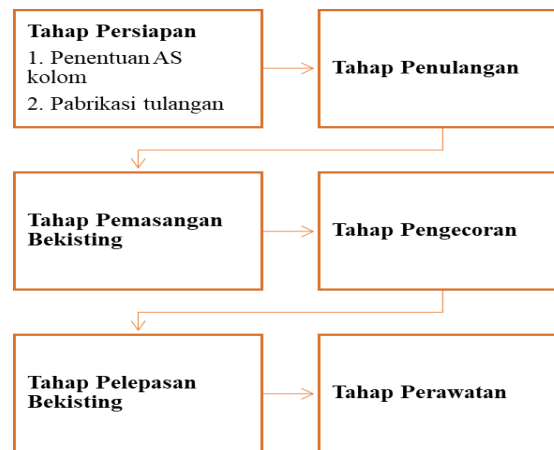 Tahap Persiapan
1. Penentuan AS
kolom
2. Pabrikasi tulangan
Tahap Penulangan
Tahap Pemasangan
Bekisting
Tahap Pengecoran
Tahap Pelepasan
Bekisting
Tahap Perawatan